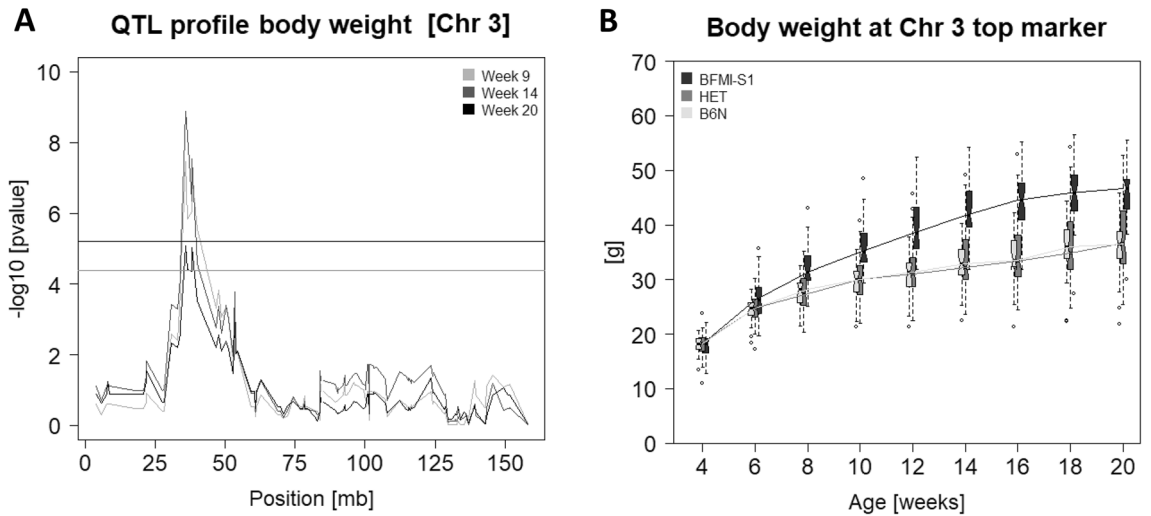 A
QTL profile body weight [Chr 3]
Week 9
Week 14
Week 20
10
8
6
4
2
0
-log10 [pvalue]
0 25 50 75 100 125 150
Position [mb]
B
Body weight at Chr 3 top marker
BFMI-S1
HET
B6N
70
60
50
40
30
20
10
0
[g]
4 6 8 10 12 14 16 18 20
Age [weeks]